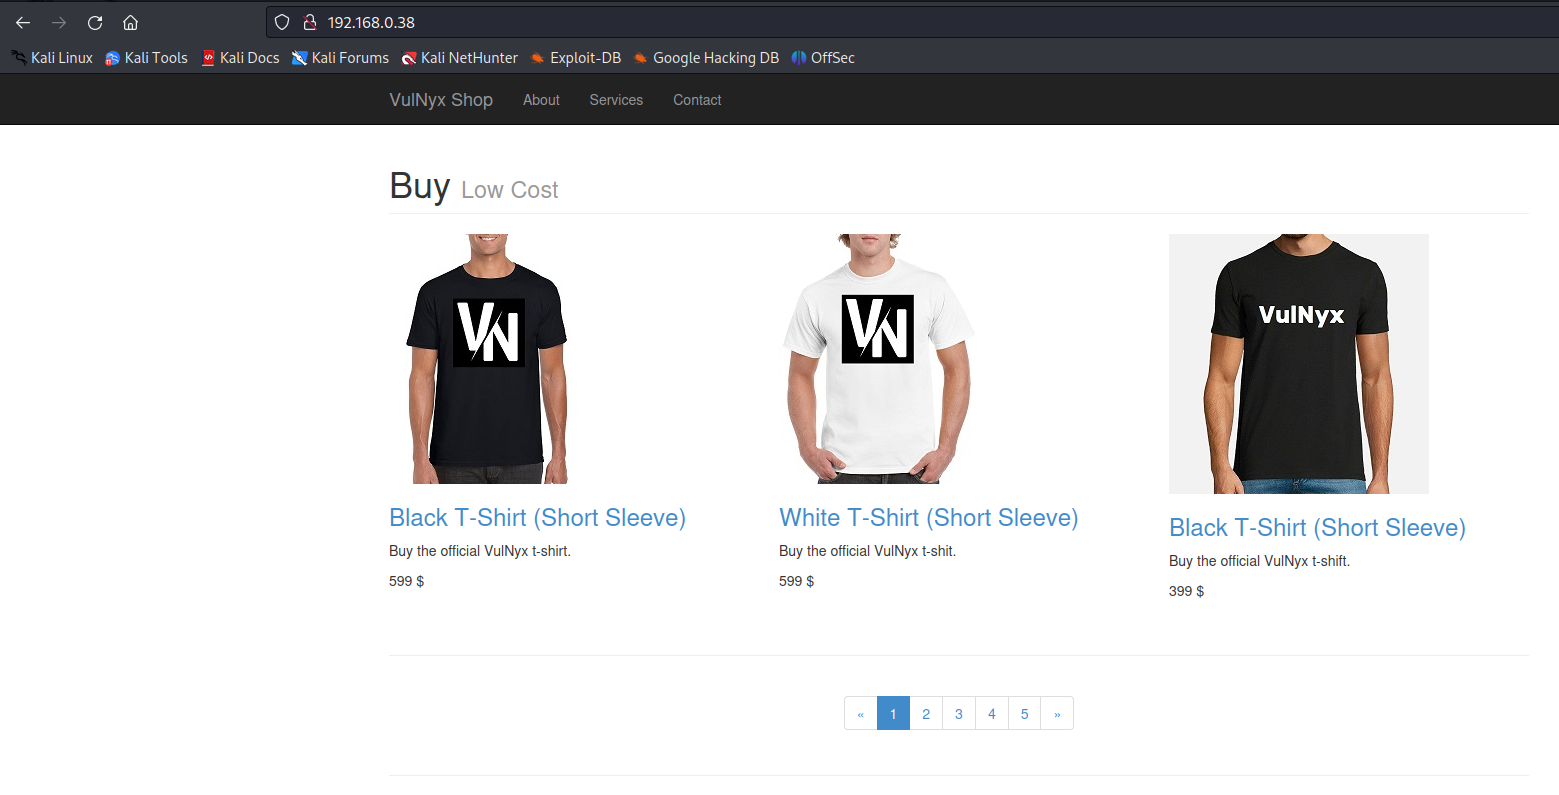 192.168.0.38
Kali Linux Kali Tools Kali Docs Kali Forums Kali NetHunter Exploit-DB Google Hacking DB OffSec
VulNyx Shop About Services Contact
Buy Low Cost
VN
VN
VulNyx
Black T-Shirt (Short Sleeve)
Buy the official VulNyx t-shirt.
599 $
White T-Shirt (Short Sleeve)
Buy the official VulNyx t-shit.
599 $
Black T-Shirt (Short Sleeve)
Buy the official VulNyx t-shift.
399 $
« 1 2 3 4 5 »